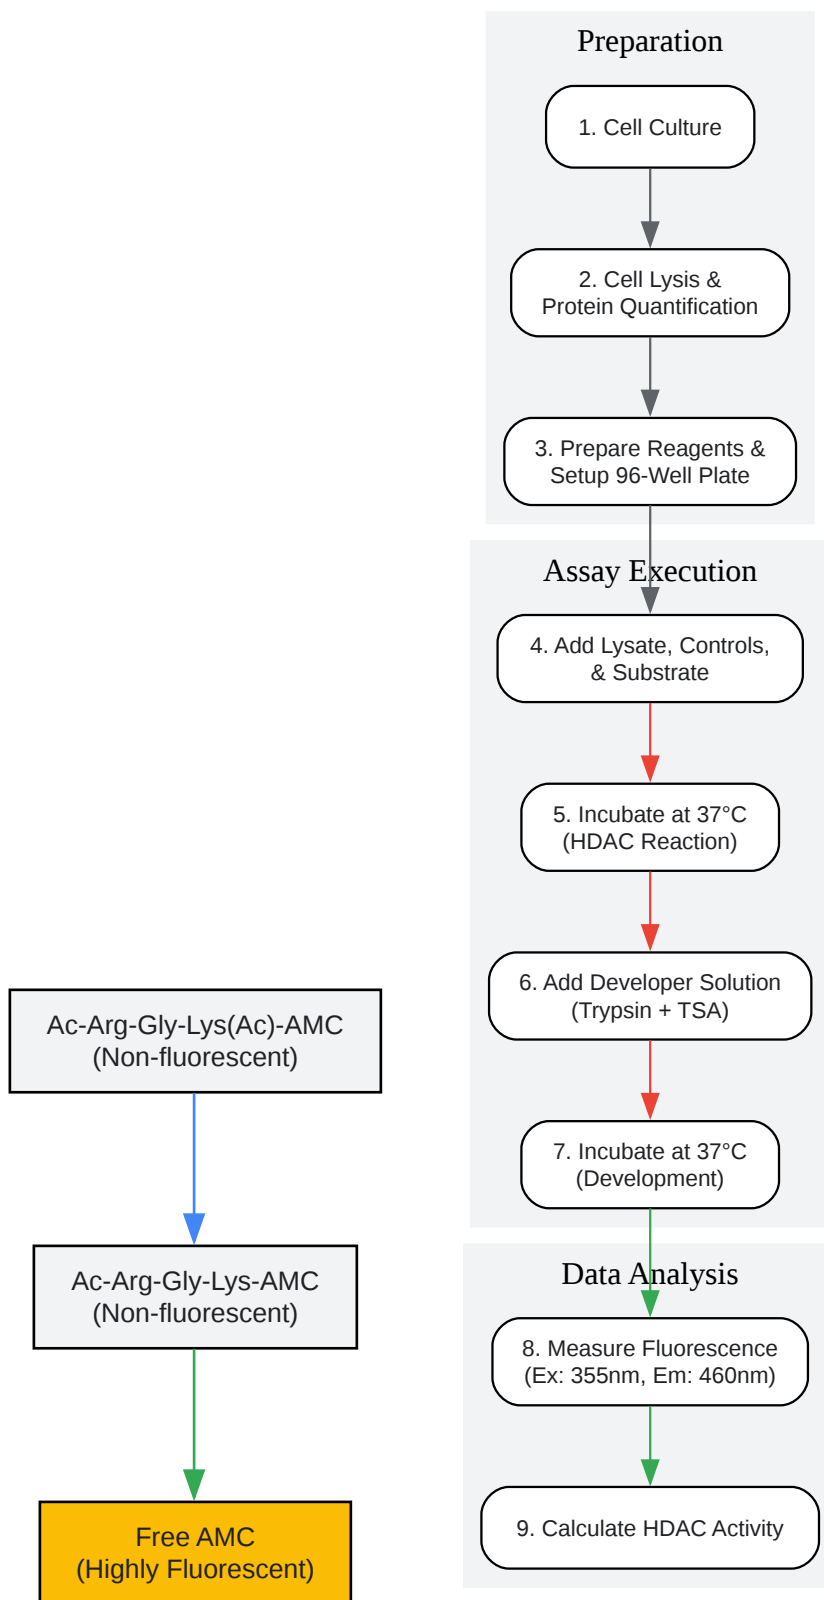 Preparation
1. Cell Culture
2. Cell Lysis &
Protein Quantification
3. Prepare Reagents &
Setup 96-Well Plate
Assay Execution
4. Add Lysate, Controls,
& Substrate
5. Incubate at 37°C
(HDAC Reaction)
6. Add Developer Solution
(Trypsin + TSA)
7. Incubate at 37°C
(Development)
Data Analysis
8. Measure Fluorescence
(Ex: 355nm, Em: 460nm)
9. Calculate HDAC Activity
Ac-Arg-Gly-Lys(Ac)-AMC
(Non-fluorescent)
Ac-Arg-Gly-Lys-AMC
(Non-fluorescent)
Free AMC
(Highly Fluorescent)